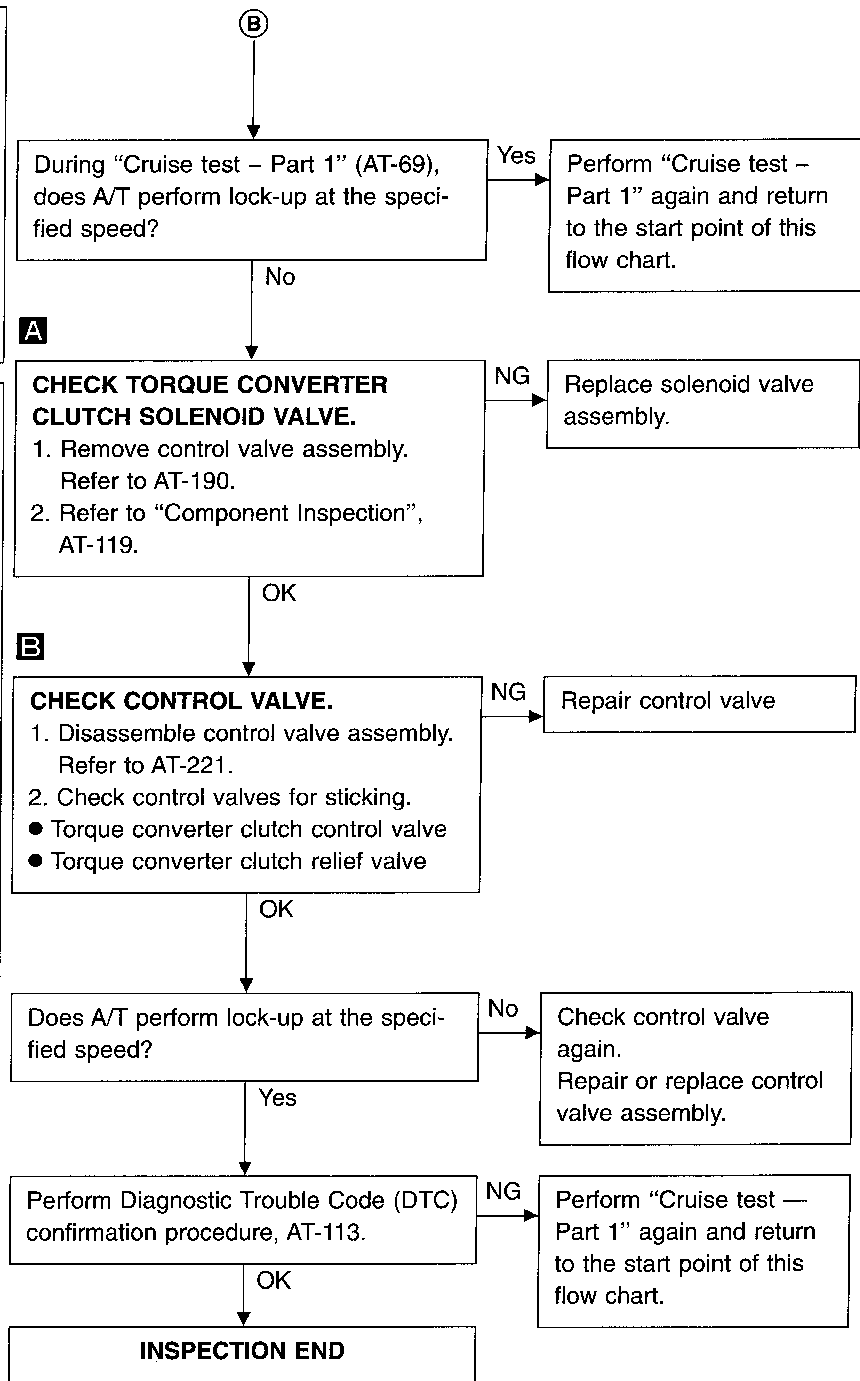 B
During “Cruise test – Part 1” (AT-69),
does A/T perform lock-up at the speci-
fied speed?
Yes
Perform “Cruise test –
Part 1” again and return
to the start point of this
flow chart.
No
A
CHECK TORQUE CONVERTER
CLUTCH SOLENOID VALVE.
1. Remove control valve assembly.
Refer to AT-190.
2. Refer to “Component Inspection”,
AT-119.
NG
Replace solenoid valve
assembly.
OK
B
CHECK CONTROL VALVE.
1. Disassemble control valve assembly.
Refer to AT-221.
2. Check control valves for sticking.
● Torque converter clutch control valve
● Torque converter clutch relief valve
NG
Repair control valve
OK
Does A/T perform lock-up at the speci-
fied speed?
No
Check control valve
again.
Repair or replace control
valve assembly.
Yes
Perform Diagnostic Trouble Code (DTC)
confirmation procedure, AT-113.
NG
Perform “Cruise test —
Part 1” again and return
to the start point of this
flow chart.
OK
INSPECTION END